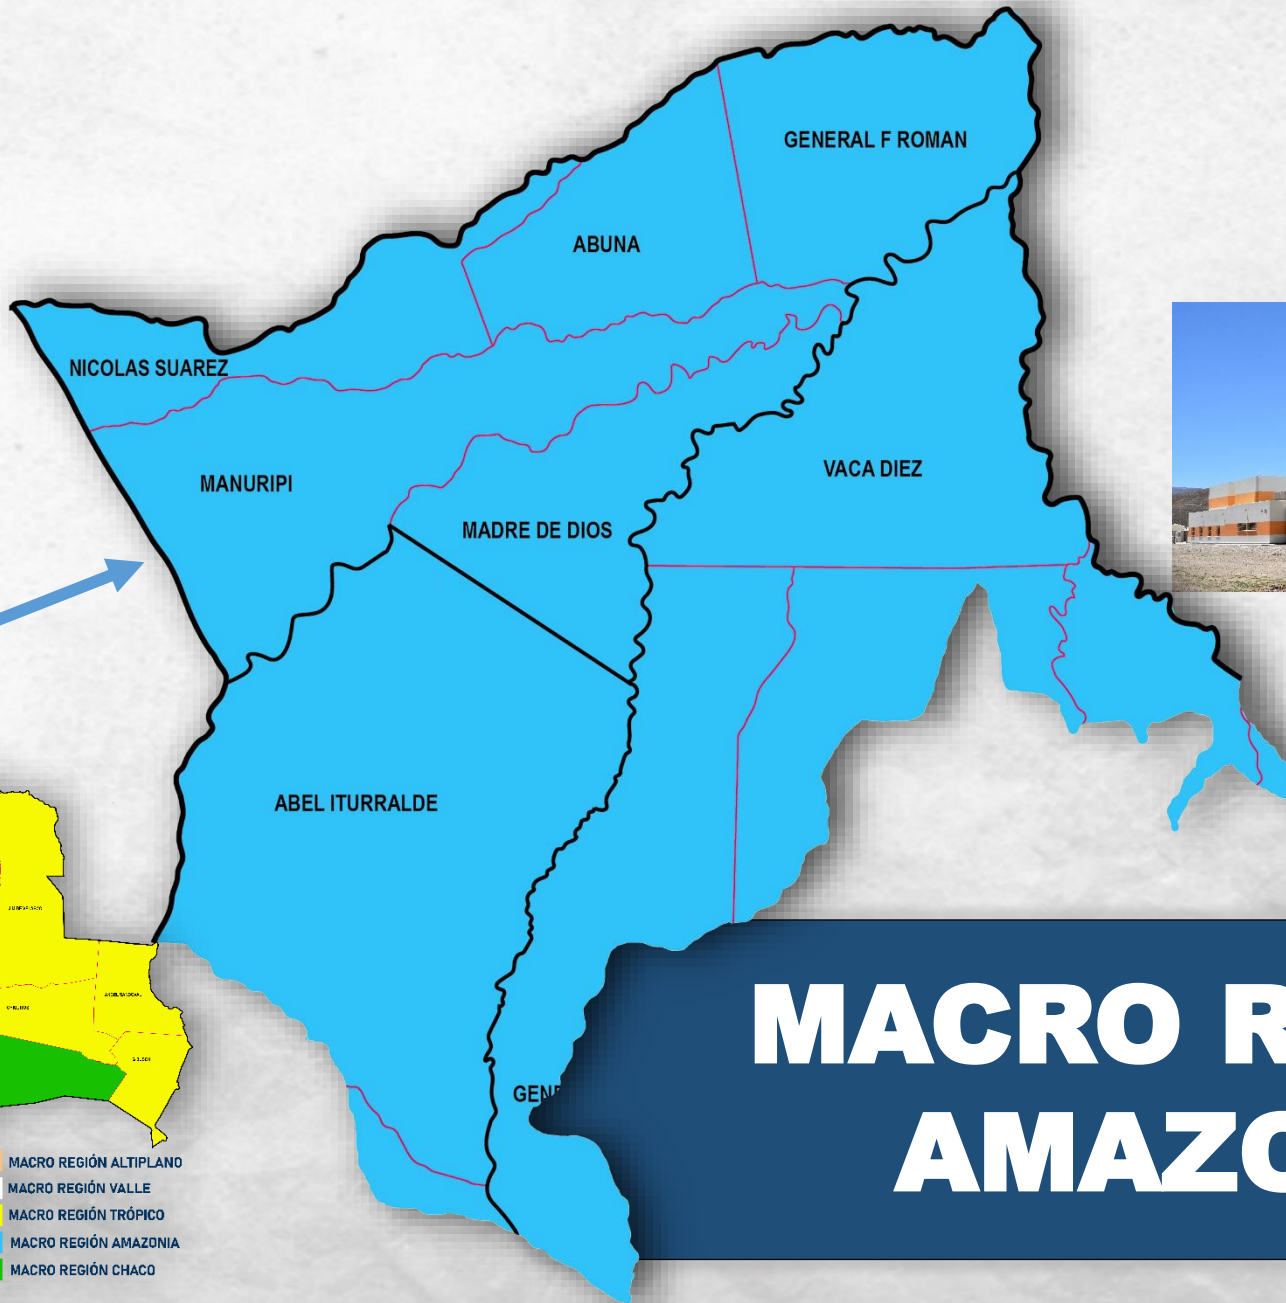 GENERAL F ROMAN
ABUNA
NICOLAS SUAREZ
MANURIPI
VACA DIEZ
MADRE DE DIOS
ABEL ITURRALDE
GENE
MACRO R
AMAZO
MACRO REGIÓN ALTIPLANO
MACRO REGIÓN VALLE
MACRO REGIÓN TRÓPICO
MACRO REGIÓN AMAZONIA
MACRO REGIÓN CHACO